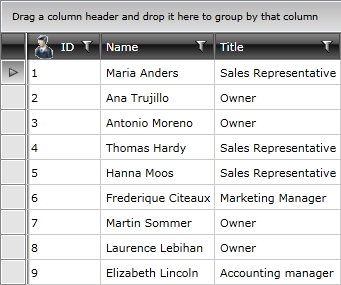 Drag a column header and drop it here to group by that column
ID Name Title
1 Maria Anders Sales Representative
2 Ana Trujillo Owner
3 Antonio Moreno Owner
4 Thomas Hardy Sales Representative
5 Hanna Moos Sales Representative
6 Frederique Citeaux Marketing Manager
7 Martin Sommer Owner
8 Laurence Lebihan Owner
9 Elizabeth Lincoln Accounting manager